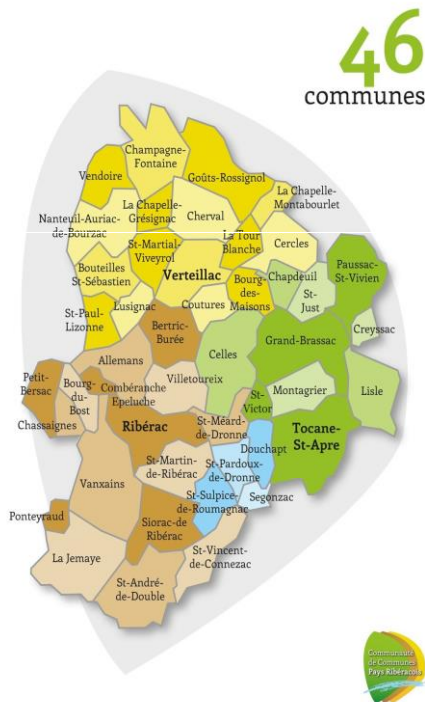 46
communes
Champagne-
Fontaine
Vendoire
Goûts-Rossignol
La Chapelle-
Montabourlet
La Chapelle-
Grésignac
Cherval
Nanteuil-Auriac-
de-Bourzac
La Tour
Blanche
Cercles
St-Martial-
Viveyrol
Verteillac
Bouteilles
St-Sébastien
Bourg-
des-
Maisons
Chapdeuil
Paussac-
St-Vivien
St-
Just
Lusignac
Coutures
St-Paul-
Lizonne
Creyssac
Bertric-
Burée
Grand-Brassac
Allemans
Celles
Petit-
Bersac
Bourg-
du-
Bost
Combéranche
Epeluche
Villetoureix
Montagrier
Lisle
St-
Victor
Chassaignes
Ribérac
St-Méard-
de-Dronne
Douchapt
Tocane-
St-Apre
St-Martin-
de-Ribérac
St-Pardoux-
de-Dronne
Vanxains
St-Sulpice-
de-Roumagnac
Segonzac
Ponteyraud
Siorac-de
Ribérac
La Jemaye
St-Vincent-
de-Connezac
St-André-
de-Double
Communauté
de Communes
Pays Ribéracois